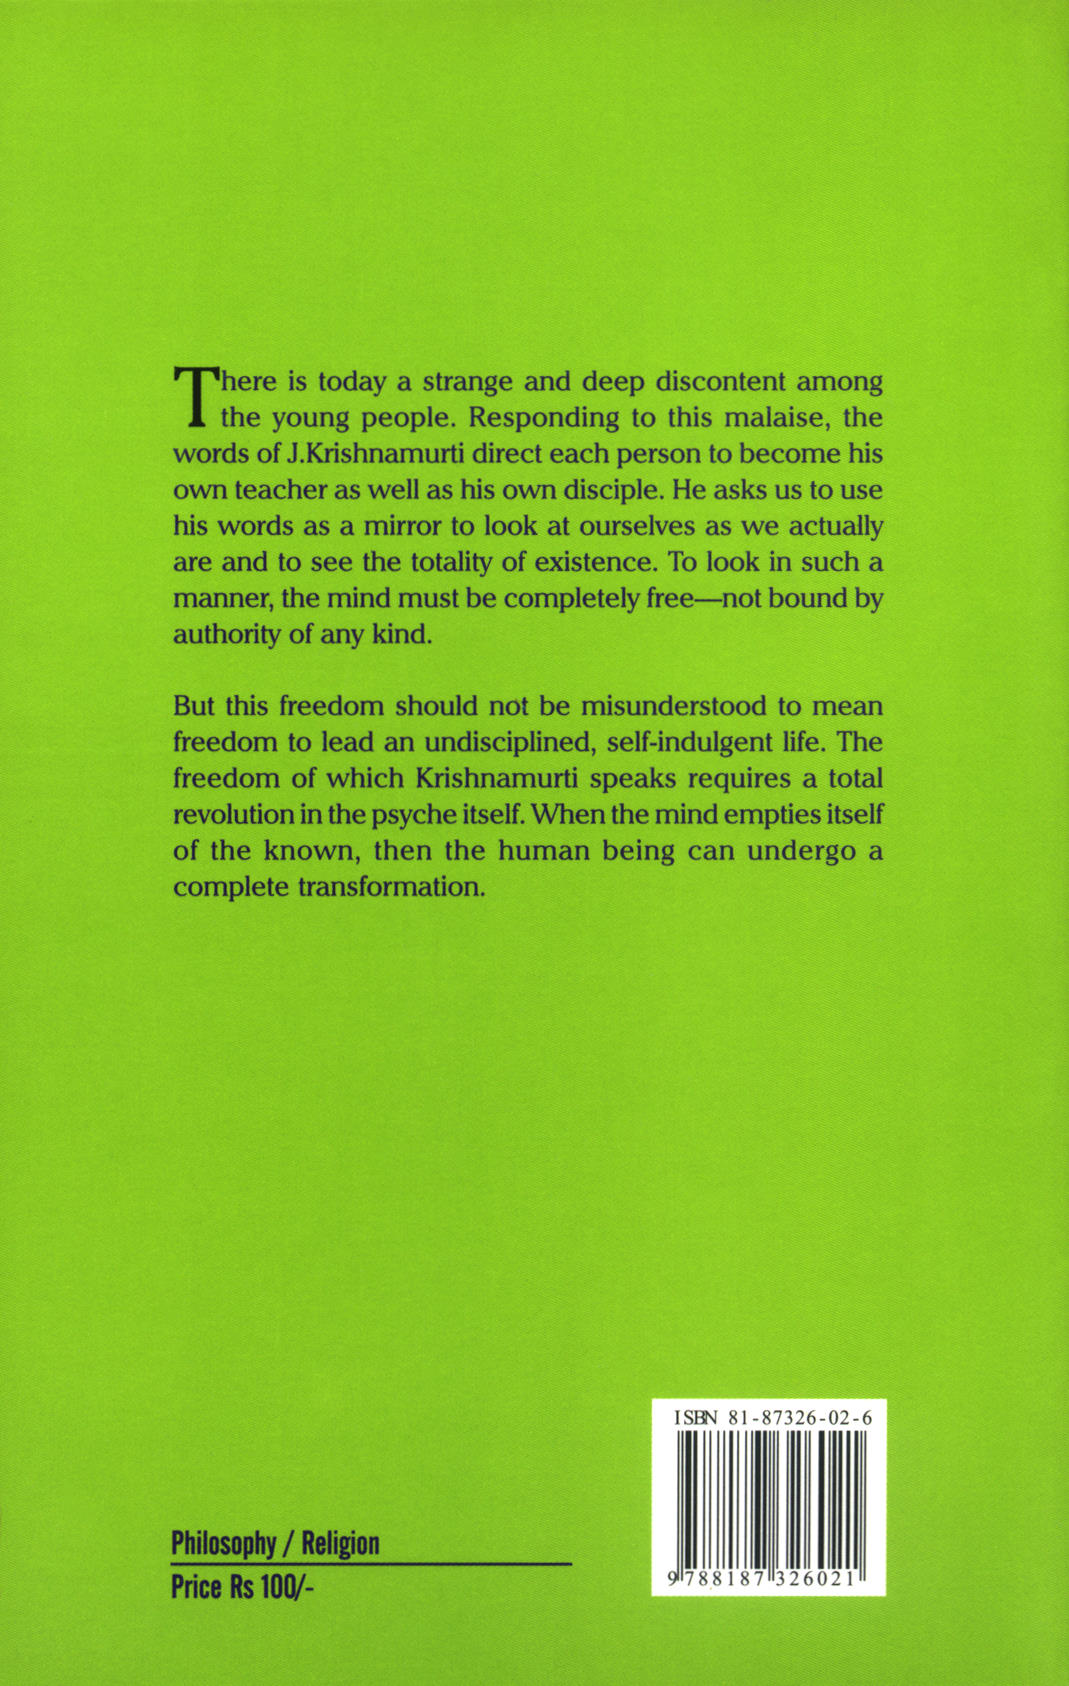 There is today a strange and deep discontent among
the young people. Responding to this malaise, the
words of J.Krishnamurti direct each person to become his
own teacher as well as his own disciple. He asks us to use
his words as a mirror to look at ourselves as we actually
are and to see the totality of existence. To look in such a
manner, the mind must be completely free—not bound by
authority of any kind.
But this freedom should not be misunderstood to mean
freedom to lead an undisciplined, self-indulgent life. The
freedom of which Krishnamurti speaks requires a total
revolution in the psyche itself. When the mind empties itself
of the known, then the human being can undergo a
complete transformation.
Philosophy / Religion
Price Rs 100/-
ISBN 81-87326-02-6
9 788187 326021